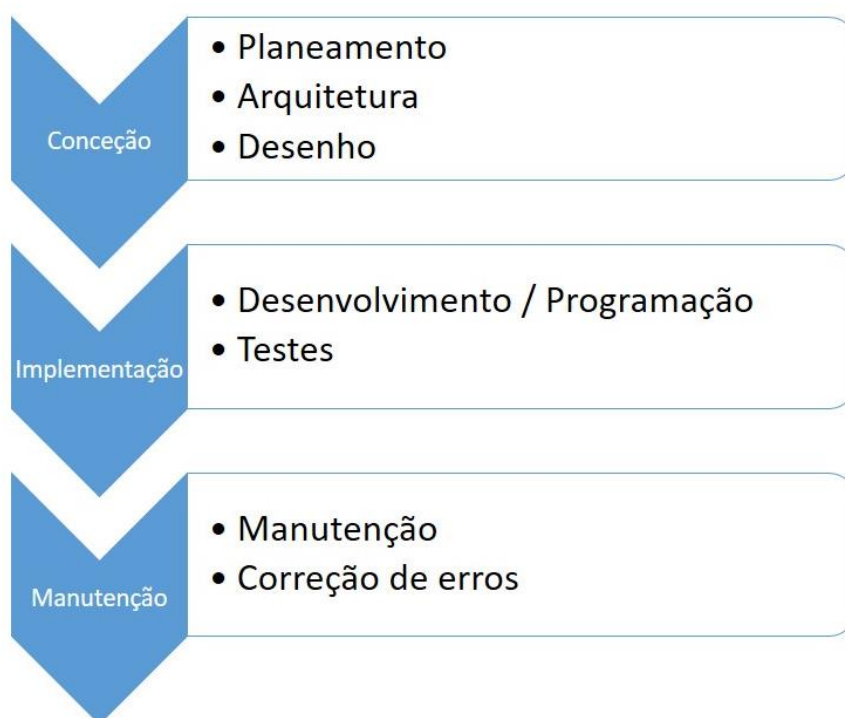 Conceção
• Planeamento
• Arquitetura
• Desenho
Implementação
• Desenvolvimento / Programação
• Testes
Manutenção
• Manutenção
• Correção de erros